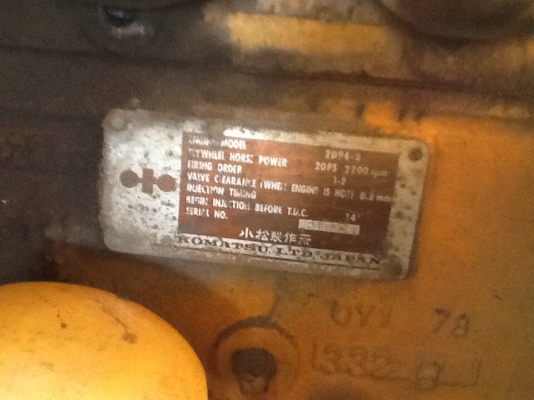 ENGINE MODEL 2D94-2
FLYWHEEL HORSE POWER 20PS 2200 rpm
FIRING ORDER 1-2
VALVE CLEARANCE (WHEN ENGINE IS HOT) 0.3 mm
INJECTION TIMING
BEGIN INJECTION BEFORE T.D.C. 14°
SERIAL NO.
小松製作所
KOMATSU LTD JAPAN
78
332